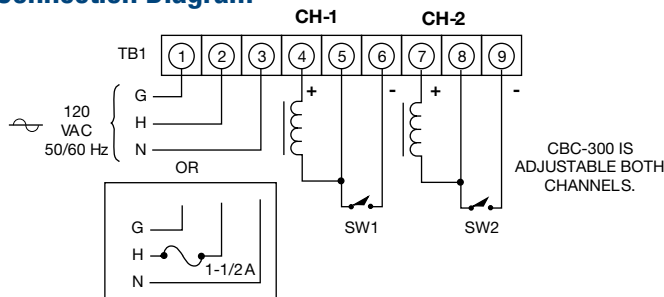 Connection Diagram
CH-1 CH-2
TB1 1 2 3 4 5 6 7 8 9
+ - + -
G
120
VAC
50/60 Hz
H
N
OR
CBC-300 IS
ADJUSTABLE BOTH
CHANNELS.
SW1 SW2
G
H
1-1/2A
N